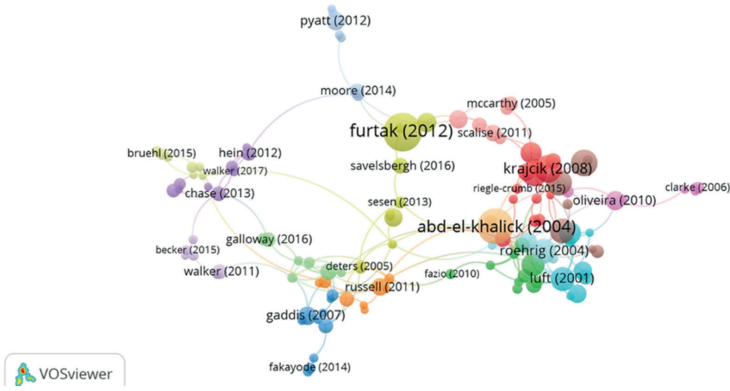 pyatt (2012)
moore (2014)
mccarthy (2005)
furtak (2012)
scalise (2011)
bruehl (2015)
hein (2012)
walker (2017)
savelsbergh (2016)
krajcik (2008)
chase (2013)
riegle-crumb (2015)
clarke (2006)
sesen (2013)
oliveira (2010)
abd-el-khalick (2004)
galloway (2016)
becker (2015)
roehrig (2004)
walker (2011)
deters (2005)
fazio (2010)
luft (2001)
russell (2011)
gaddis (2007)
fakayode (2014)
VOSviewer